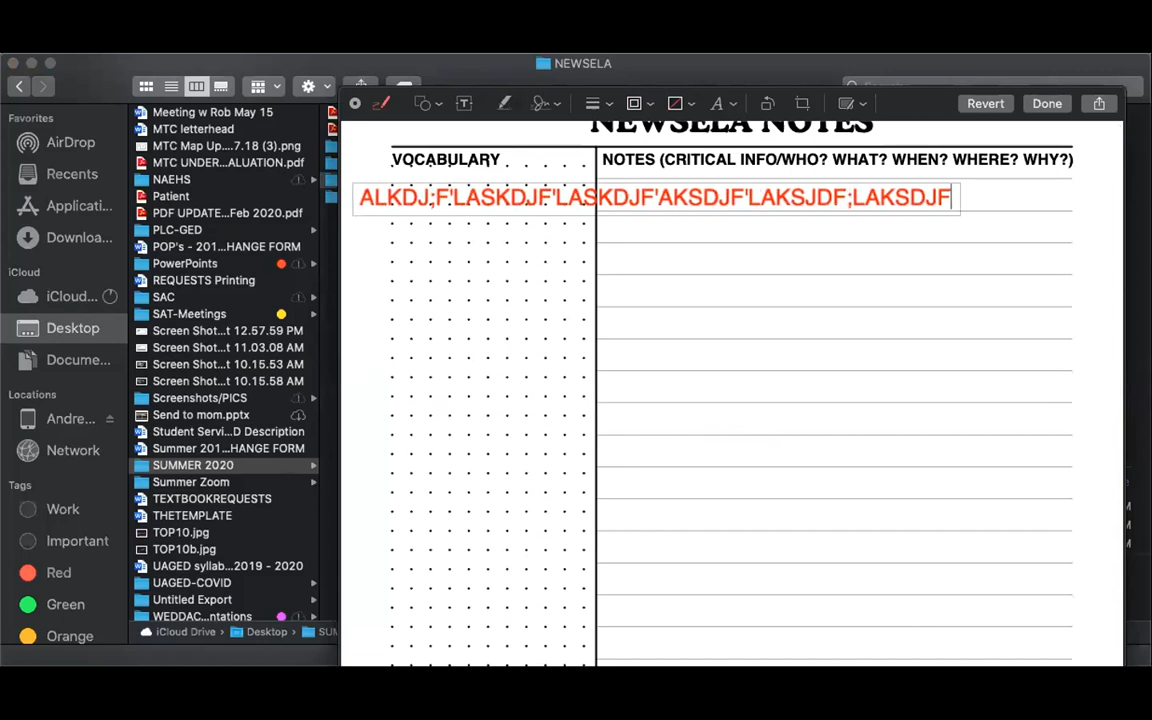 NEWSELA
Revert
Done
Favorites
AirDrop
Recents
Applicati...
Downloa...
iCloud
iCloud...
Desktop
Docume...
Locations
Andre...
Network
Tags
Work
Important
Red
Green
Orange
Meeting w Rob May 15
MTC letterhead
MTC Map Up....7.18 (3).png
MTC UNDER...ALUATION.pdf
NAEHS
Patient
PDF UPDATE...Feb 2020.pdf
PLC-GED
POP's - 201...HANGE FORM
PowerPoints
REQUESTS Printing
SAC
SAT-Meetings
Screen Shot...t 12.57.59 PM
Screen Shot...t 11.03.08 AM
Screen Shot...t 10.15.53 AM
Screen Shot...t 10.15.58 AM
Screenshots/PICS
Send to mom.pptx
Student Servi...D Description
Summer 201...HANGE FORM
SUMMER 2020
Summer Zoom
TEXTBOOKREQUESTS
THETEMPLATE
TOP10.jpg
TOP10b.jpg
UAGED syllab...2019 - 2020
UAGED-COVID
Untitled Export
WEDDAC...ntations
iCloud Drive › Desktop › SUM
NEWSELA NOTES
VOCABULARY
NOTES (CRITICAL INFO/WHO? WHAT? WHEN? WHERE? WHY?)
ALKDJ;F'LASKDJF'LASKDJF'AKSDJF'LAKSJDF;LAKSDJF